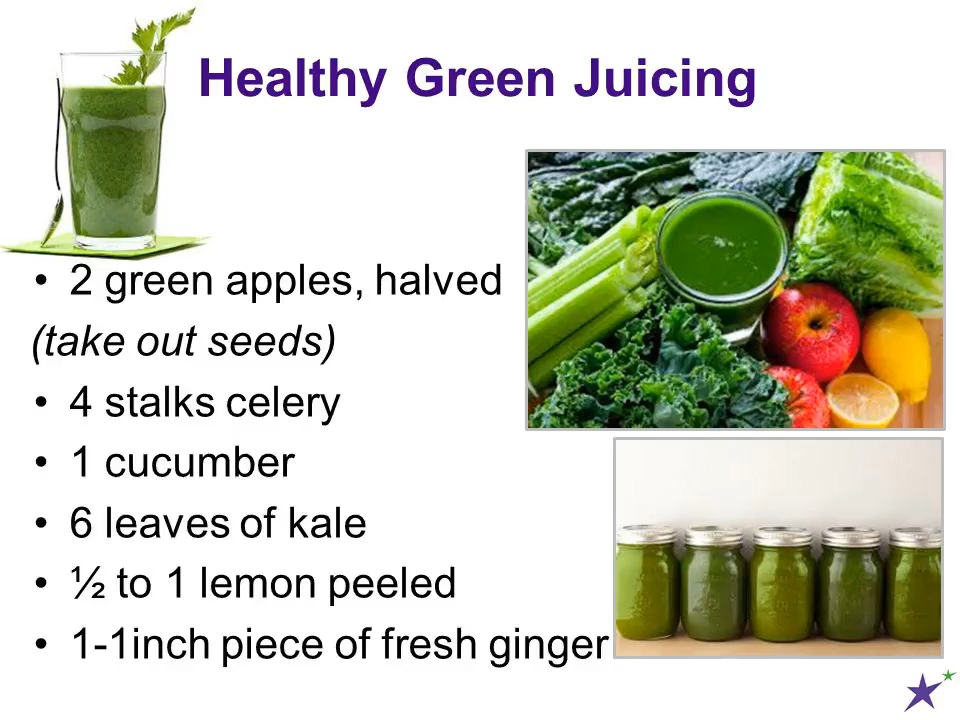 Healthy Green Juicing
• 2 green apples, halved
(take out seeds)
• 4 stalks celery
• 1 cucumber
• 6 leaves of kale
• ½ to 1 lemon peeled
• 1-1inch piece of fresh ginger